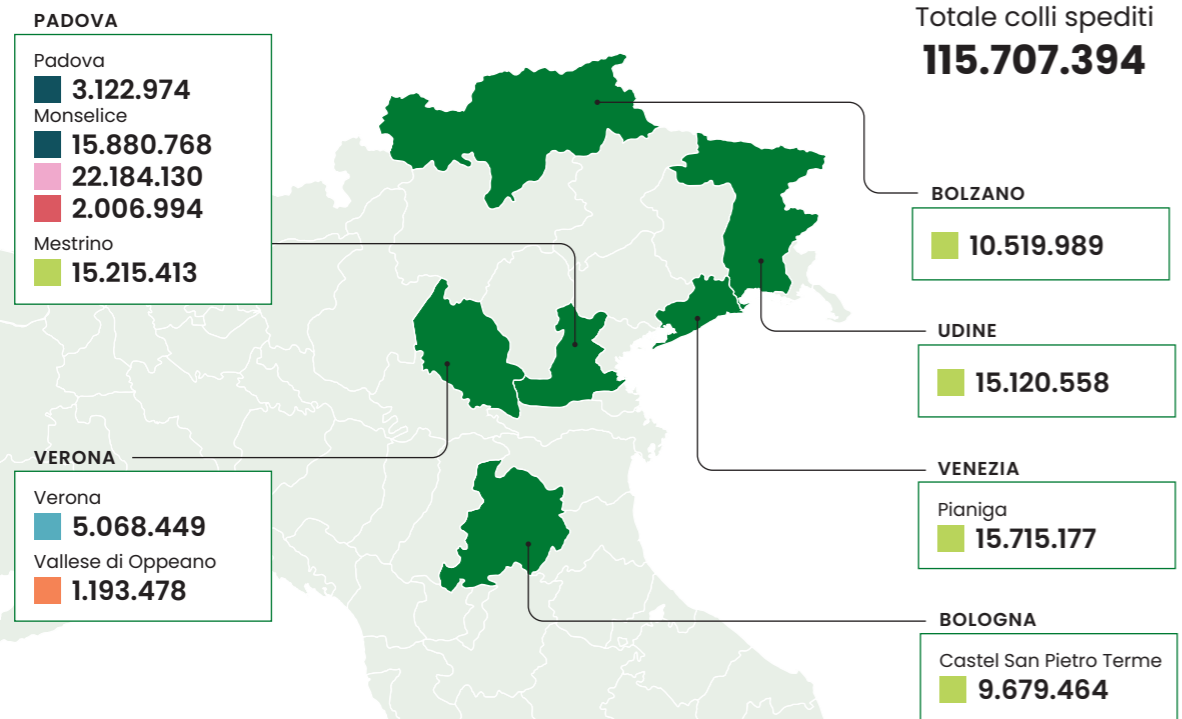 PADOVA
Padova
3.122.974
Monselice
15.880.768
22.184.130
2.006.994
Mestrino
15.215.413
VERONA
Verona
5.068.449
Vallese di Oppeano
1.193.478
Totale colli spediti
115.707.394
BOLZANO
10.519.989
UDINE
15.120.558
VENEZIA
Pianiga
15.715.177
BOLOGNA
Castel San Pietro Terme
9.679.464